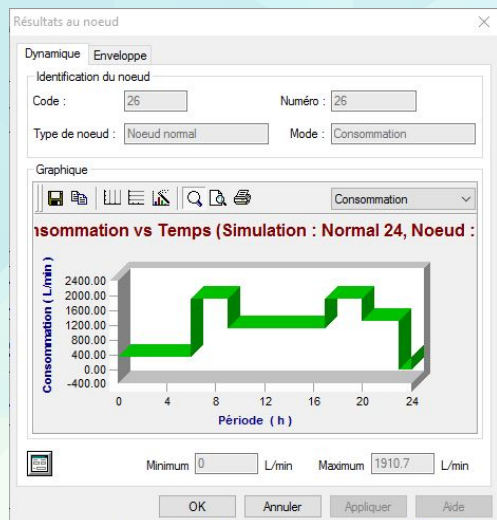 Résultats au noeud
Dynamique Enveloppe
Identification du noeud
Code : 26 Numéro : 26
Type de noeud : Noeud normal Mode : Consommation
Graphique
Consommation
nsommation vs Temps (Simulation : Normal 24, Noeud :
Consommation ( L/min )
2400.00
2000.00
1600.00
1200.00
800.00
400.00
0.00
-400.00
0 4 8 12 16 20 24
Période ( h )
Minimum 0 L/min Maximum 1910.7 L/min
OK Annuler Appliquer Aide